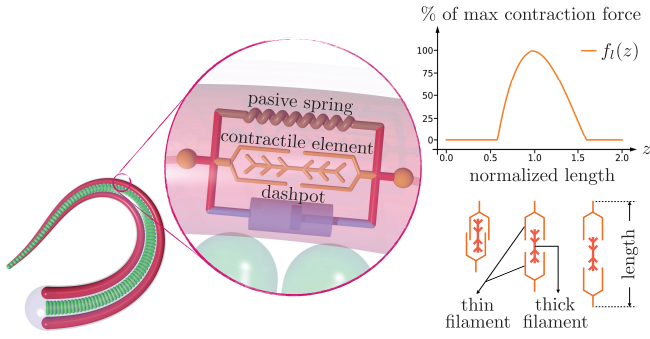 % of max contraction force
100
75
50
25
0
f_l(z)
0.0 0.5 1.0 1.5 2.0 z
normalized length
pasive spring
contractile element
dashpot
length
thin filament
thick filament